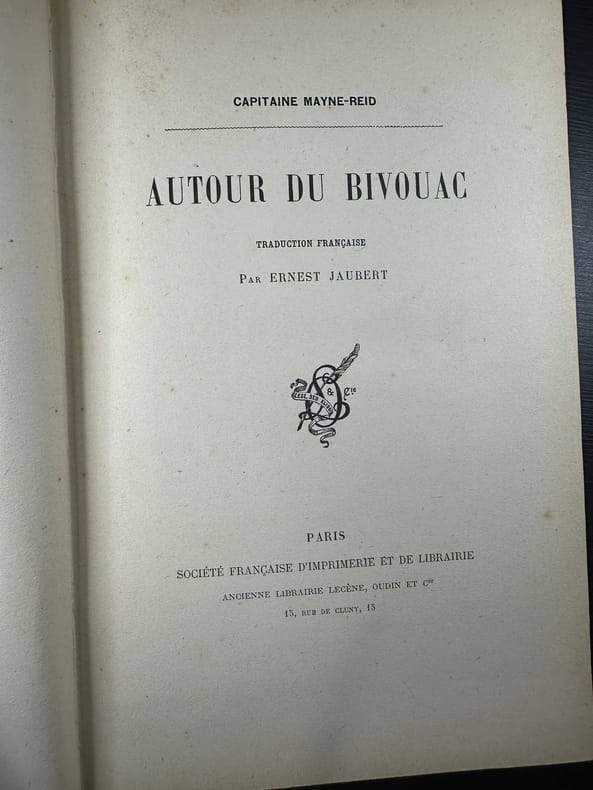 CAPITAINE MAYNE-REID
AUTOUR DU BIVOUAC
TRADUCTION FRANÇAISE
PAR ERNEST JAUBERT
& Cie
PARIS
SOCIÉTÉ FRANÇAISE D'IMPRIMERIE ET DE LIBRAIRIE
ANCIENNE LIBRAIRIE LECÈNE, OUDIN ET Cie
15, RUE DE CLUNY, 15